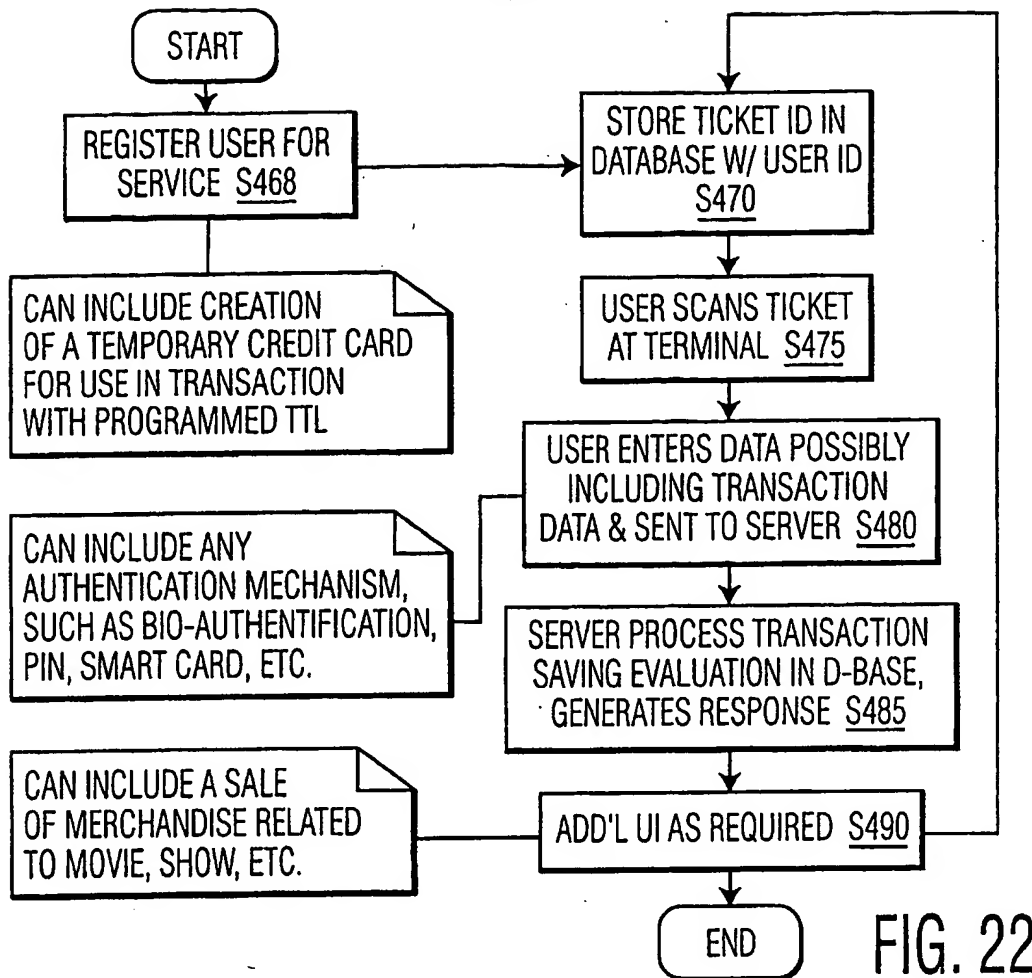 START
REGISTER USER FOR
SERVICE S468
CAN INCLUDE CREATION
OF A TEMPORARY CREDIT CARD
FOR USE IN TRANSACTION
WITH PROGRAMMED TTL
STORE TICKET ID IN
DATABASE W/ USER ID
S470
USER SCANS TICKET
AT TERMINAL S475
USER ENTERS DATA POSSIBLY
INCLUDING TRANSACTION
DATA & SENT TO SERVER S480
CAN INCLUDE ANY
AUTHENTICATION MECHANISM,
SUCH AS BIO-AUTHENTIFICATION,
PIN, SMART CARD, ETC.
SERVER PROCESS TRANSACTION
SAVING EVALUATION IN D-BASE,
GENERATES RESPONSE S485
CAN INCLUDE A SALE
OF MERCHANDISE RELATED
TO MOVIE, SHOW, ETC.
ADD'L UI AS REQUIRED S490
END
FIG. 22